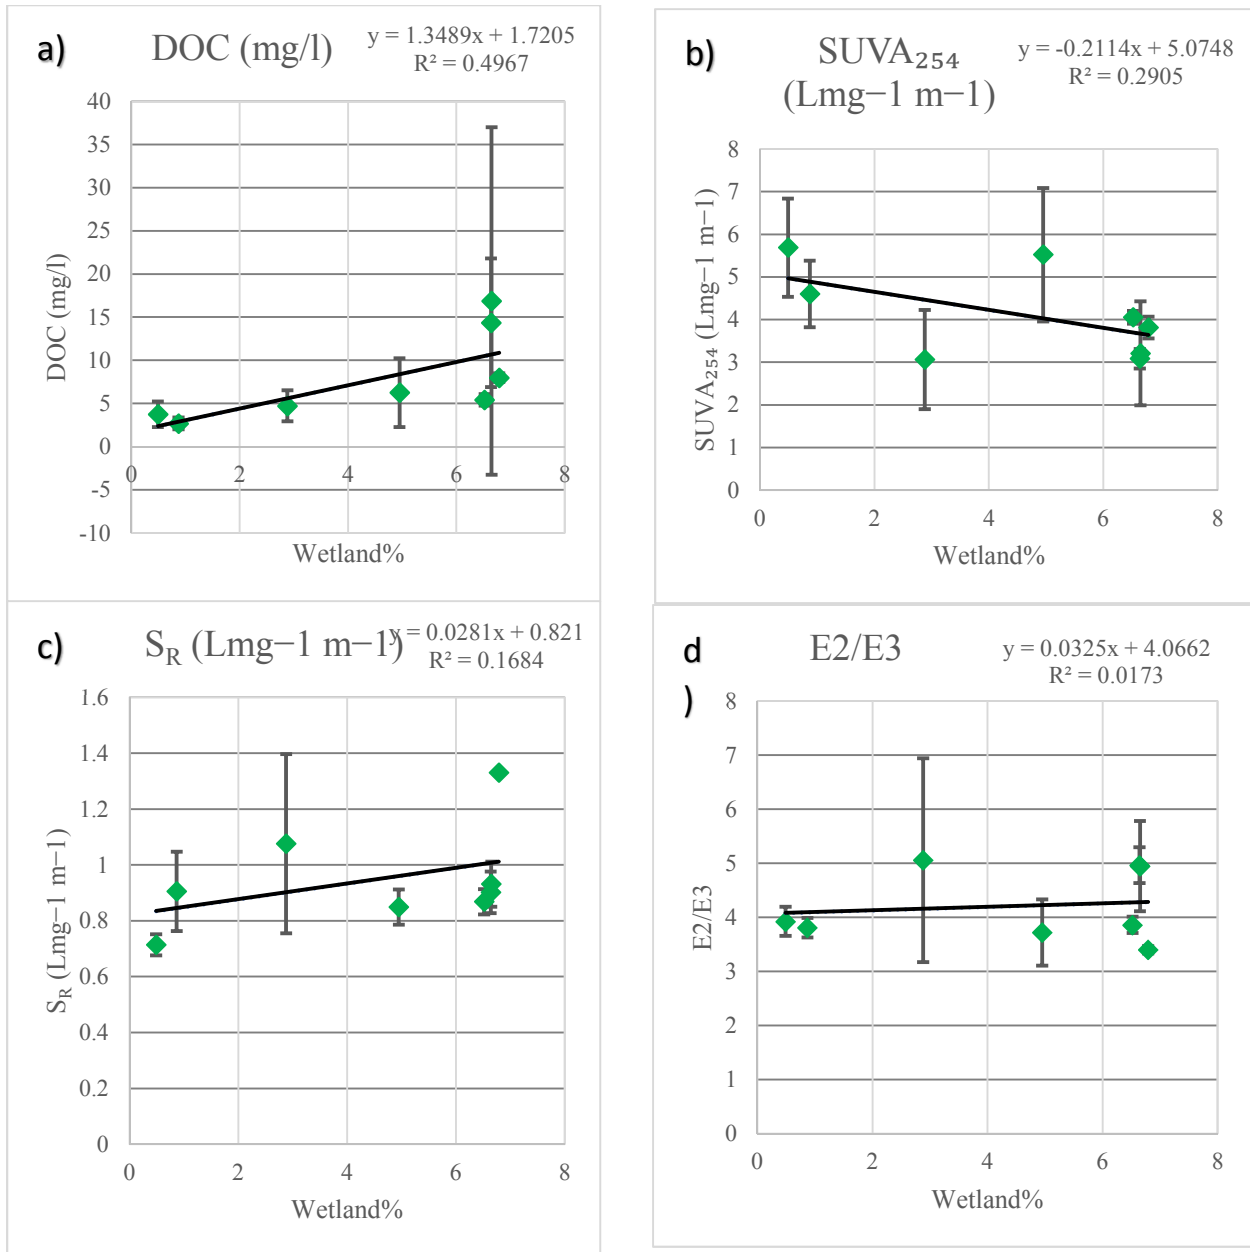 a)
DOC (mg/l)
y = 1.3489x + 1.7205
R² = 0.4967
40
35
30
25
20
15
10
5
0
-5
-10
0
2
4
6
8
DOC (mg/l)
Wetland%
b)
SUVA₂₅₄
(Lmg−1 m−1)
y = -0.2114x + 5.0748
R² = 0.2905
8
7
6
5
4
3
2
1
0
0
2
4
6
8
SUVA₂₅₄ (Lmg−1 m−1)
Wetland%
c)
S_R (Lmg−1 m−1)
y = 0.0281x + 0.821
R² = 0.1684
1.6
1.4
1.2
1
0.8
0.6
0.4
0.2
0
0
2
4
6
8
S_R (Lmg−1 m−1)
Wetland%
d
)
E2/E3
y = 0.0325x + 4.0662
R² = 0.0173
8
7
6
5
4
3
2
1
0
0
2
4
6
8
E2/E3
Wetland%